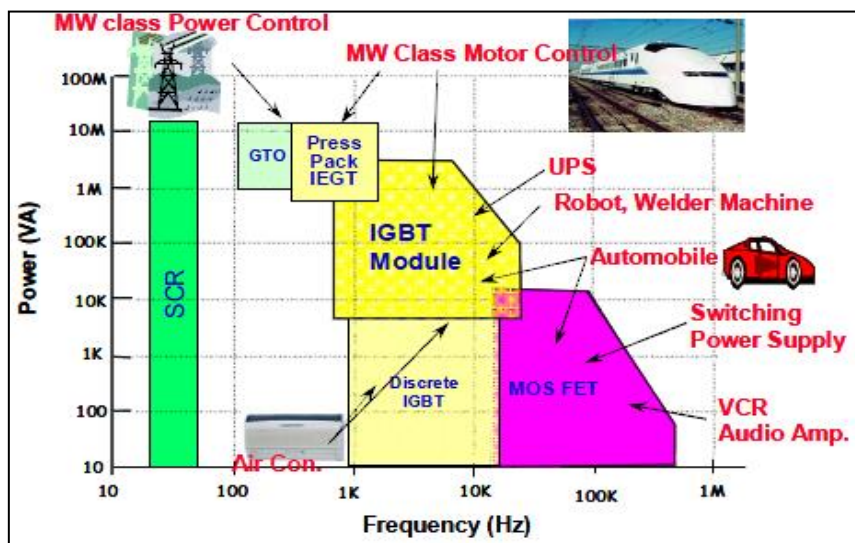 MW class Power Control
MW Class Motor Control
100M
10M
1M
100K
10K
1K
100
10
Power (VA)
SCR
GTO
Press
Pack
IEGT
IGBT
Module
Discrete
IGBT
MOS FET
UPS
Robot, Welder Machine
Automobile
Switching
Power Supply
VCR
Audio Amp.
Air Con.
10
100
1K
10K
100K
1M
Frequency (Hz)